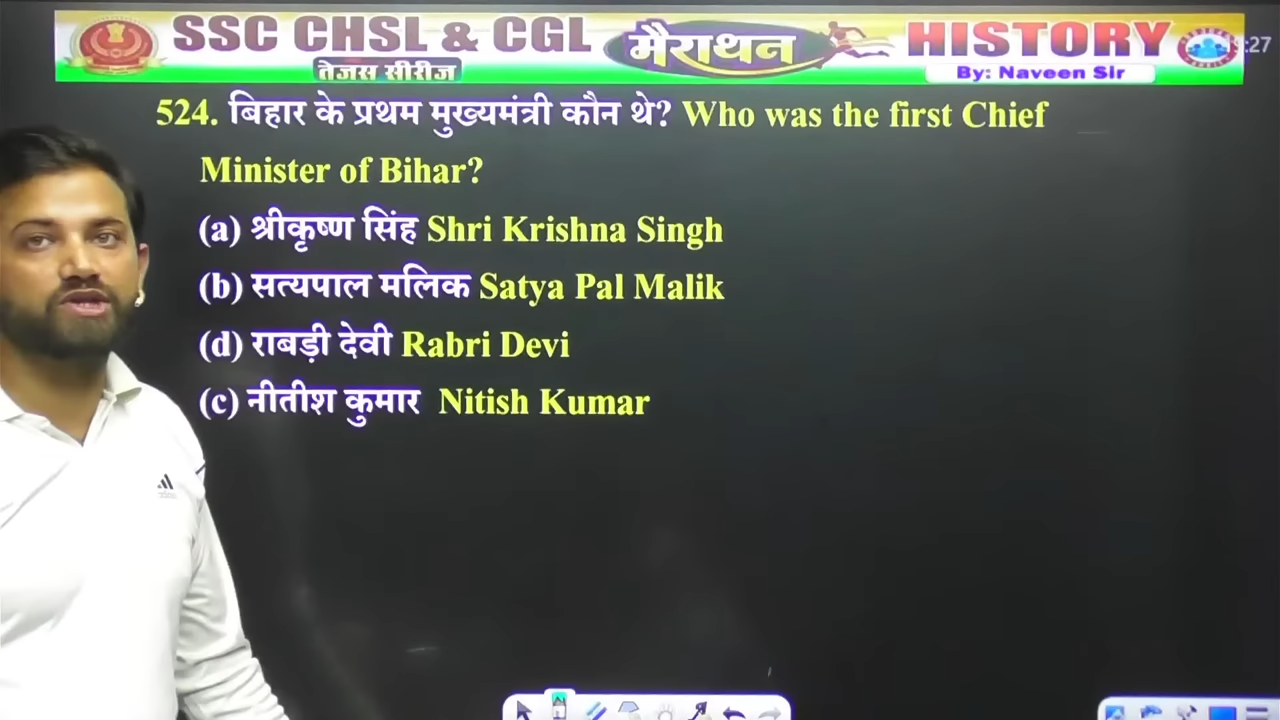 SSC CHSL & CGL मैराथन HISTORY
तेजस सीरीज By: Naveen Sir
524. बिहार के प्रथम मुख्यमंत्री कौन थे? Who was the first Chief
Minister of Bihar?
(a) श्रीकृष्ण सिंह Shri Krishna Singh
(b) सत्यपाल मलिक Satya Pal Malik
(d) राबड़ी देवी Rabri Devi
(c) नीतीश कुमार Nitish Kumar
adidas